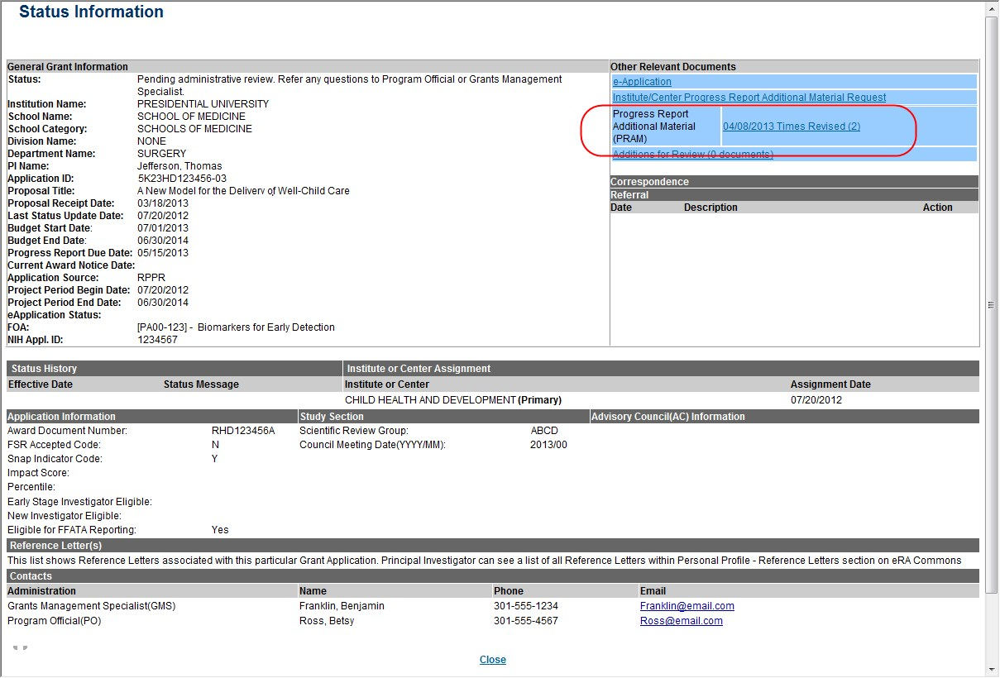 Status Information
General Grant Information
Status: Pending administrative review. Refer any questions to Program Official or Grants Management
Specialist.
Institution Name: PRESIDENTIAL UNIVERSITY
School Name: SCHOOL OF MEDICINE
School Category: SCHOOLS OF MEDICINE
Division Name: NONE
Department Name: SURGERY
PI Name: Jefferson, Thomas
Application ID: 5K23HD123456-03
Proposal Title: A New Model for the Delivery of Well-Child Care
Proposal Receipt Date: 03/18/2013
Last Status Update Date: 07/20/2012
Budget Start Date: 07/01/2013
Budget End Date: 06/30/2014
Progress Report Due Date: 05/15/2013
Current Award Notice Date:
Application Source: RPPR
Project Period Begin Date: 07/20/2012
Project Period End Date: 06/30/2014
eApplication Status:
FOA: [PA00-123] - Biomarkers for Early Detection
NIH Appl. ID: 1234567
Other Relevant Documents
e-Application
Institute/Center Progress Report Additional Material Request
Progress Report
Additional Material
(PRAM)
04/08/2013 Times Revised (2)
Additions for Review (0 documents)
Correspondence
Referral
Date Description Action
Status History
Effective Date Status Message
Institute or Center Assignment
Institute or Center Assignment Date
CHILD HEALTH AND DEVELOPMENT (Primary) 07/20/2012
Application Information
Award Document Number: RHD123456A
FSR Accepted Code: N
Snap Indicator Code: Y
Impact Score:
Percentile:
Early Stage Investigator Eligible:
New Investigator Eligible:
Eligible for FFATA Reporting: Yes
Study Section
Scientific Review Group: ABCD
Council Meeting Date(YYYY/MM): 2013/00
Advisory Council(AC) Information
Reference Letter(s)
This list shows Reference Letters associated with this particular Grant Application. Principal Investigator can see a list of all Reference Letters within Personal Profile - Reference Letters section on eRA Commons
Contacts
Administration Name Phone Email
Grants Management Specialist(GMS) Franklin, Benjamin 301-555-1234 Franklin@email.com
Program Official(PO) Ross, Betsy 301-555-4567 Ross@email.com
Close